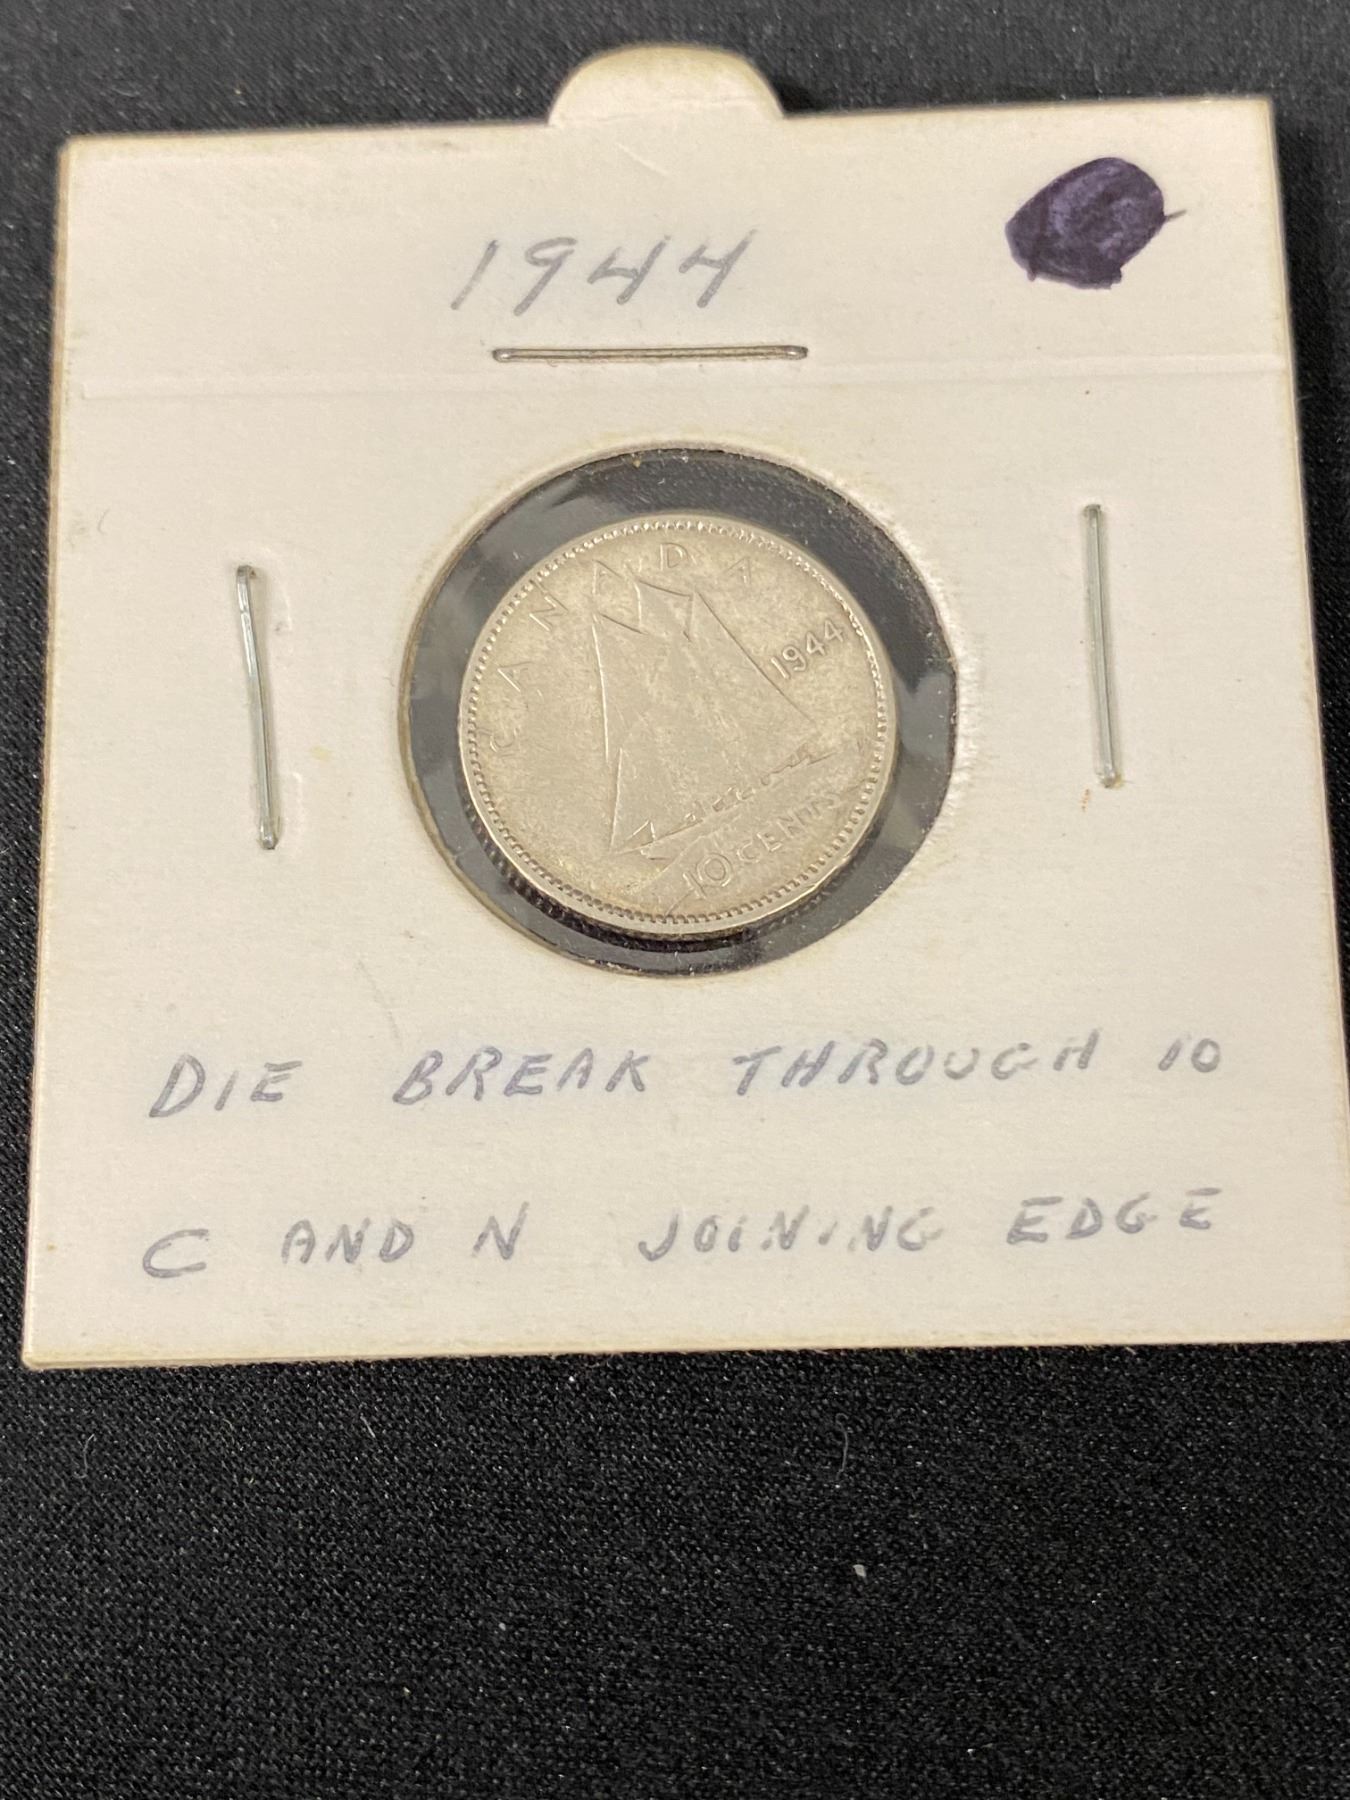 1944
CANADA
1944
10 CENTS
DIE BREAK THROUGH 10
C AND N JOINING EDGE